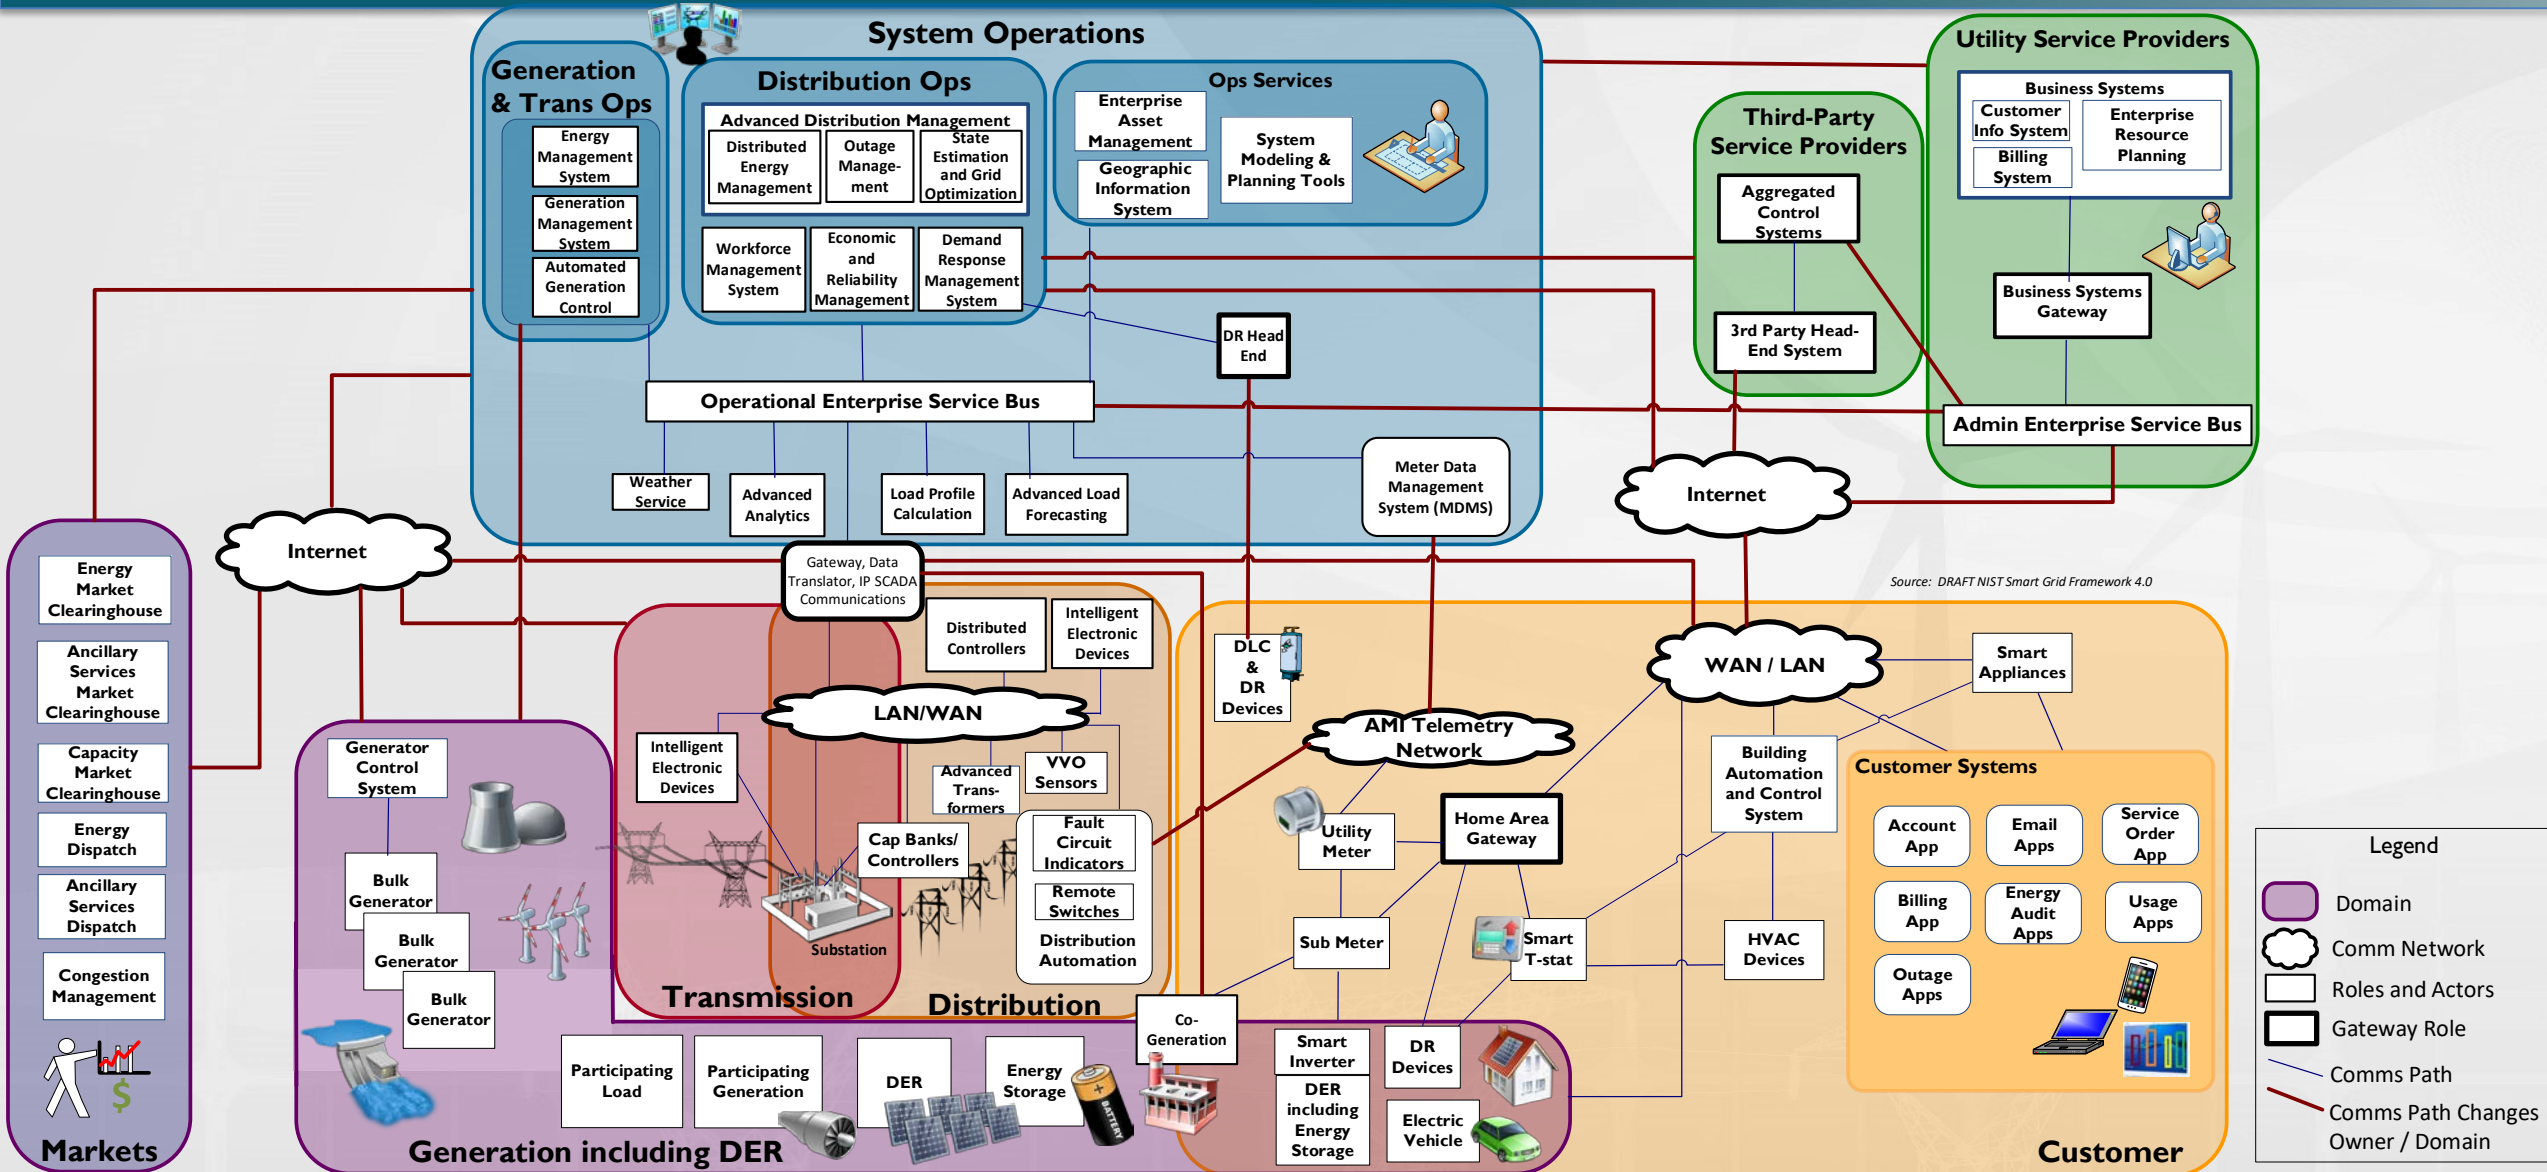 System Operations
Generation
& Trans Ops
Energy
Management
System
Generation
Management
System
Automated
Generation
Control
Distribution Ops
Advanced Distribution Management
Distributed
Energy
Management
Outage
Manage-
ment
State
Estimation
and Grid
Optimization
Workforce
Management
System
Economic
and
Reliability
Management
Demand
Response
Management
System
Ops Services
Enterprise
Asset
Management
Geographic
Information
System
System
Modeling &
Planning Tools
DR Head
End
Operational Enterprise Service Bus
Weather
Service
Advanced
Analytics
Load Profile
Calculation
Advanced Load
Forecasting
Meter Data
Management
System (MDMS)
Third-Party
Service Providers
Aggregated
Control
Systems
3rd Party Head-
End System
Utility Service Providers
Business Systems
Customer
Info System
Billing
System
Enterprise
Resource
Planning
Business Systems
Gateway
Admin Enterprise Service Bus
Internet
Internet
Source: DRAFT NIST Smart Grid Framework 4.0
Energy
Market
Clearinghouse
Ancillary
Services
Market
Clearinghouse
Capacity
Market
Clearinghouse
Energy
Dispatch
Ancillary
Services
Dispatch
Congestion
Management
$
Markets
Gateway, Data
Translator, IP SCADA
Communications
Distributed
Controllers
Intelligent
Electronic
Devices
LAN/WAN
Intelligent
Electronic
Devices
Advanced
Trans-
formers
VVO
Sensors
Cap Banks/
Controllers
Fault
Circuit
Indicators
Remote
Switches
Distribution
Automation
Substation
Transmission
Distribution
Generator
Control
System
Bulk
Generator
Bulk
Generator
Bulk
Generator
Participating
Load
Participating
Generation
DER
Energy
Storage
BATTERY
Co-
Generation
Generation including DER
DLC
&
DR
Devices
AMI Telemetry
Network
WAN / LAN
Smart
Appliances
Utility
Meter
Home Area
Gateway
Building
Automation
and Control
System
Sub Meter
Smart
T-stat
HVAC
Devices
Smart
Inverter
DER
including
Energy
Storage
DR
Devices
Electric
Vehicle
Customer Systems
Account
App
Email
Apps
Service
Order
App
Billing
App
Energy
Audit
Apps
Usage
Apps
Outage
Apps
Customer
Legend
Domain
Comm Network
Roles and Actors
Gateway Role
Comms Path
Comms Path Changes
Owner / Domain